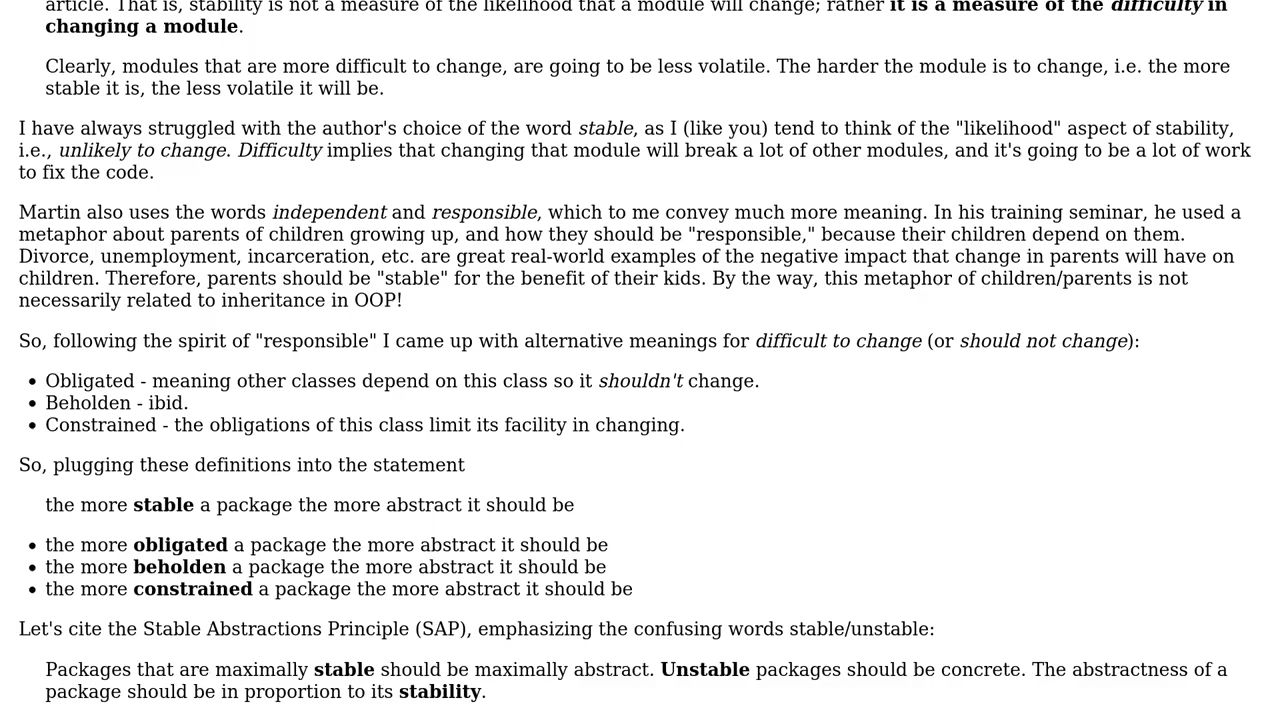 article. That is, stability is not a measure of the likelihood that a module will change; rather it is a measure of the difficulty in
changing a module.
Clearly, modules that are more difficult to change, are going to be less volatile. The harder the module is to change, i.e. the more
stable it is, the less volatile it will be.
I have always struggled with the author's choice of the word stable, as I (like you) tend to think of the "likelihood" aspect of stability,
i.e., unlikely to change. Difficulty implies that changing that module will break a lot of other modules, and it's going to be a lot of work
to fix the code.
Martin also uses the words independent and responsible, which to me convey much more meaning. In his training seminar, he used a
metaphor about parents of children growing up, and how they should be "responsible," because their children depend on them.
Divorce, unemployment, incarceration, etc. are great real-world examples of the negative impact that change in parents will have on
children. Therefore, parents should be "stable" for the benefit of their kids. By the way, this metaphor of children/parents is not
necessarily related to inheritance in OOP!
So, following the spirit of "responsible" I came up with alternative meanings for difficult to change (or should not change):
• Obligated - meaning other classes depend on this class so it shouldn't change.
• Beholden - ibid.
• Constrained - the obligations of this class limit its facility in changing.
So, plugging these definitions into the statement
the more stable a package the more abstract it should be
• the more obligated a package the more abstract it should be
• the more beholden a package the more abstract it should be
• the more constrained a package the more abstract it should be
Let's cite the Stable Abstractions Principle (SAP), emphasizing the confusing words stable/unstable:
Packages that are maximally stable should be maximally abstract. Unstable packages should be concrete. The abstractness of a
package should be in proportion to its stability.